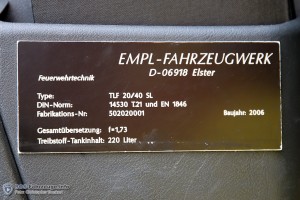 EMPL-FAHRZEUGWERK
D-06918 Elster
Feuerwehrtechnik
Type: TLF 20/40 SL
DIN-Norm: 14530 T.21 und EN 1846
Fabrikations-Nr: 502020001
Baujahr: 2006
Gesamtübersetzung: f=1,73
Treibstoff-Tankinhalt: 220 Liter